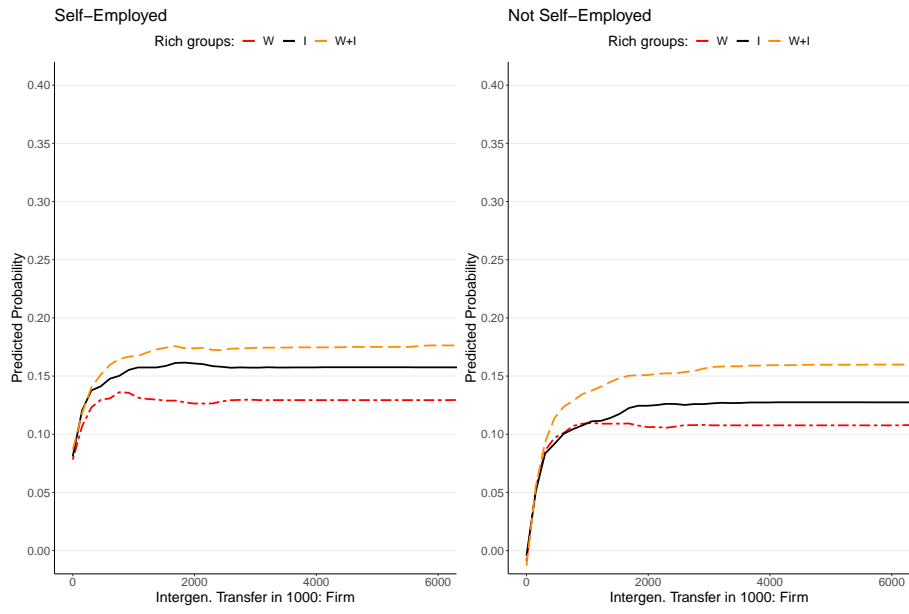 Self−Employed
Rich groups: W I W+I
0.40
0.35
0.30
0.25
0.20
0.15
0.10
0.05
0.00
Predicted Probability
0 2000 4000 6000
Intergen. Transfer in 1000: Firm
Not Self−Employed
Rich groups: W I W+I
0.40
0.35
0.30
0.25
0.20
0.15
0.10
0.05
0.00
Predicted Probability
0 2000 4000 6000
Intergen. Transfer in 1000: Firm